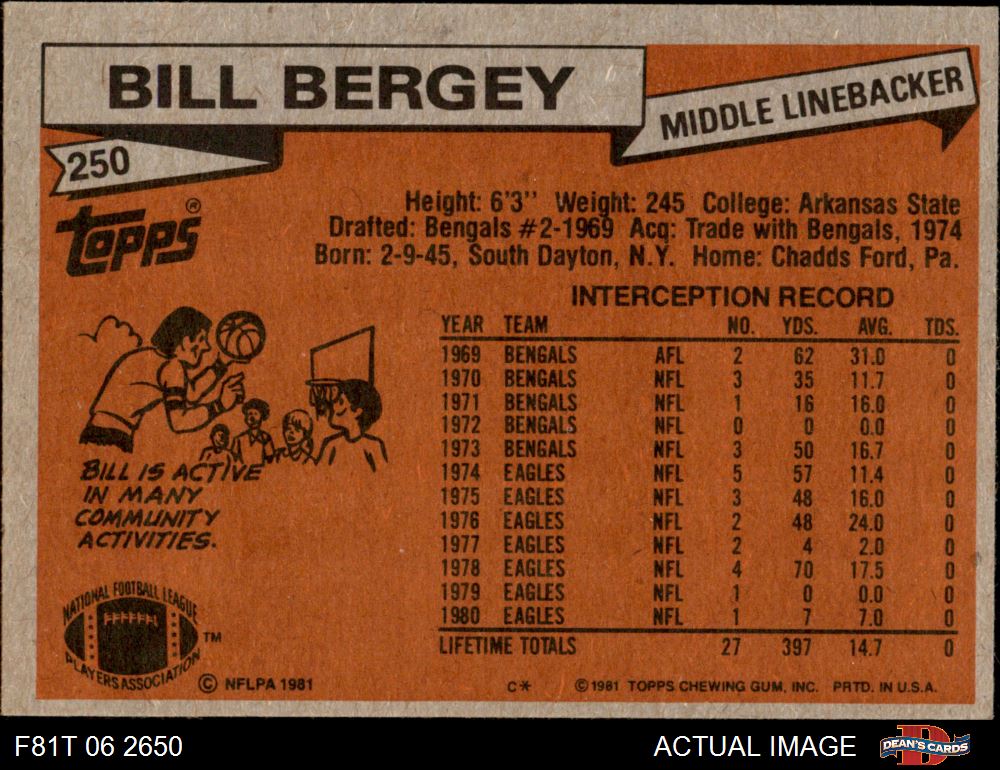 BILL BERGEY
MIDDLE LINEBACKER
250
Topps®
Height: 6'3'' Weight: 245 College: Arkansas State
Drafted: Bengals #2-1969 Acq: Trade with Bengals, 1974
Born: 2-9-45, South Dayton, N.Y. Home: Chadds Ford, Pa.
INTERCEPTION RECORD
YEAR TEAM NO. YDS. AVG. TDS.
1969 BENGALS AFL 2 62 31.0 0
1970 BENGALS NFL 3 35 11.7 0
1971 BENGALS NFL 1 16 16.0 0
1972 BENGALS NFL 0 0 0.0 0
1973 BENGALS NFL 3 50 16.7 0
1974 EAGLES NFL 5 57 11.4 0
1975 EAGLES NFL 3 48 16.0 0
1976 EAGLES NFL 2 48 24.0 0
1977 EAGLES NFL 2 4 2.0 0
1978 EAGLES NFL 4 70 17.5 0
1979 EAGLES NFL 1 0 0.0 0
1980 EAGLES NFL 1 7 7.0 0
LIFETIME TOTALS 27 397 14.7 0
BILL IS ACTIVE
IN MANY
COMMUNITY
ACTIVITIES.
NATIONAL FOOTBALL LEAGUE
PLAYERS ASSOCIATION
TM
© NFLPA 1981
C* © 1981 TOPPS CHEWING GUM, INC. PRTD. IN U.S.A.
F81T 06 2650
ACTUAL IMAGE
DEAN'S CARDS